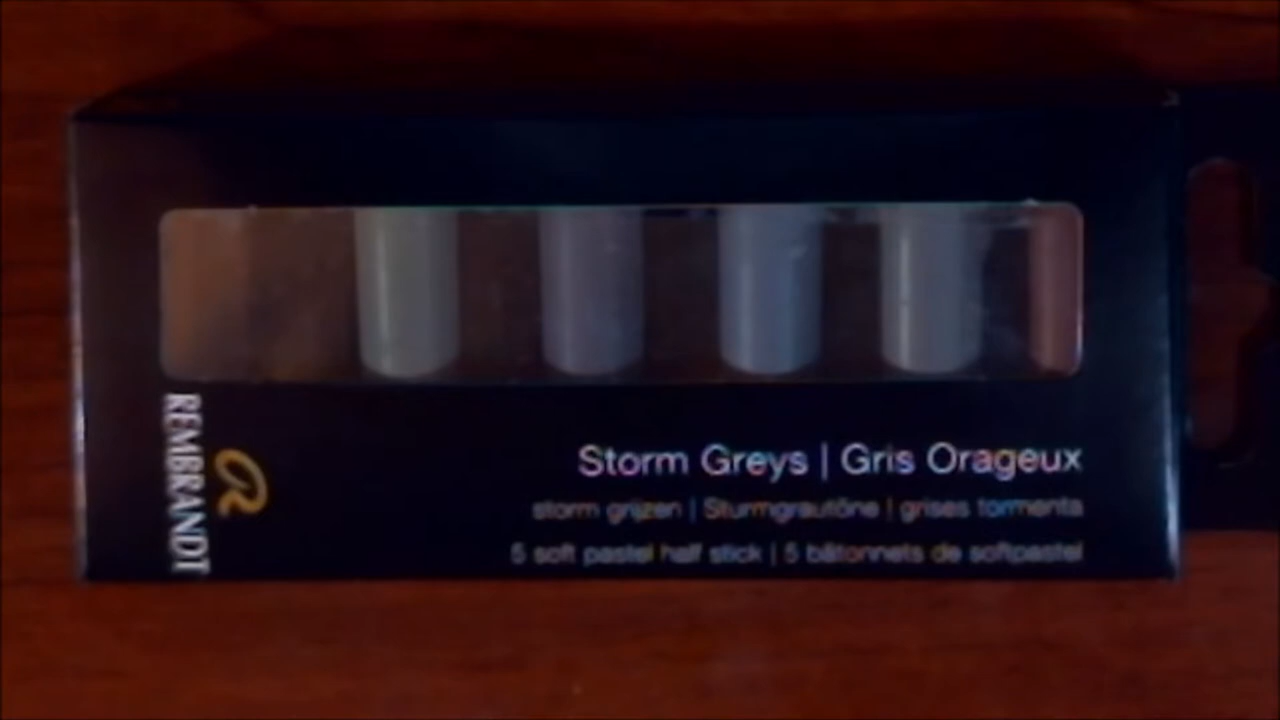 REMBRANDT
Storm Greys | Gris Orageux
storm grijzen | Sturmgrautöne | grises tormenta
5 soft pastel half stick | 5 bâtonnets de softpastel